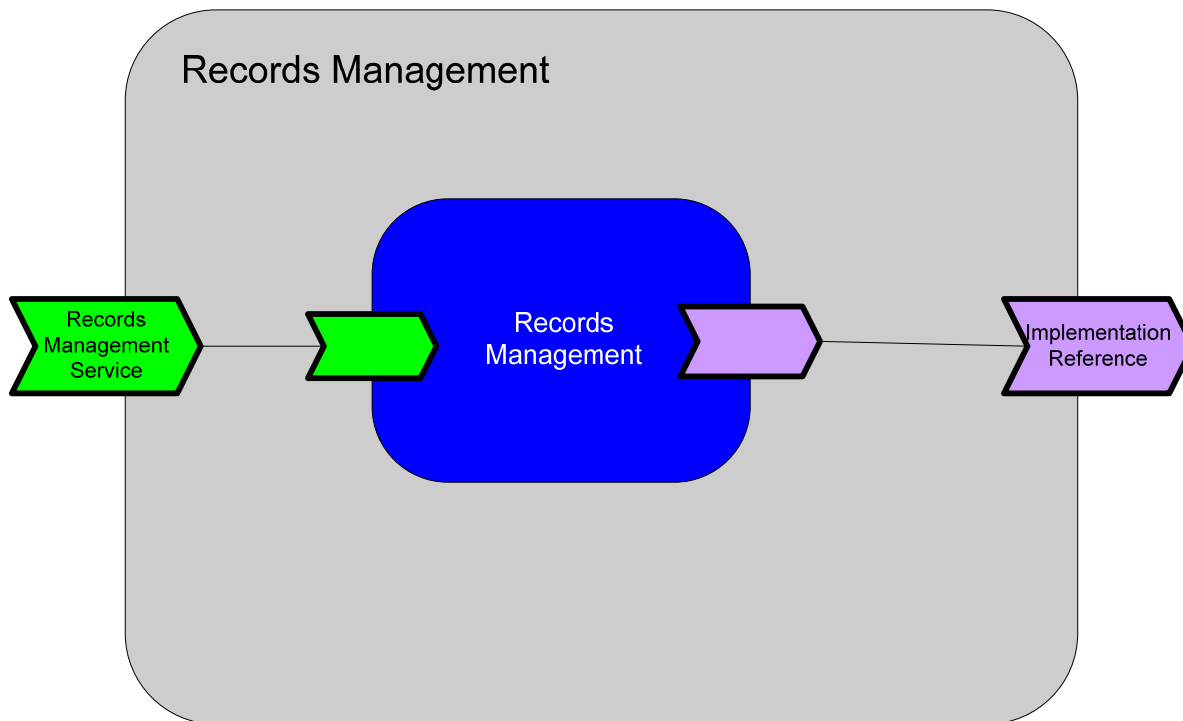 Records Management
Records
Management
Service
Records
Management
Implementation
Reference